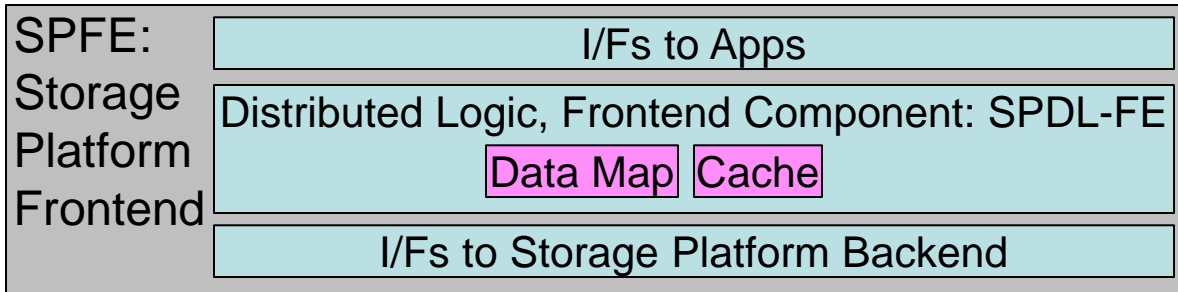 SPFE:
Storage
Platform
Frontend
I/Fs to Apps
Distributed Logic, Frontend Component: SPDL-FE
Data Map Cache
I/Fs to Storage Platform Backend